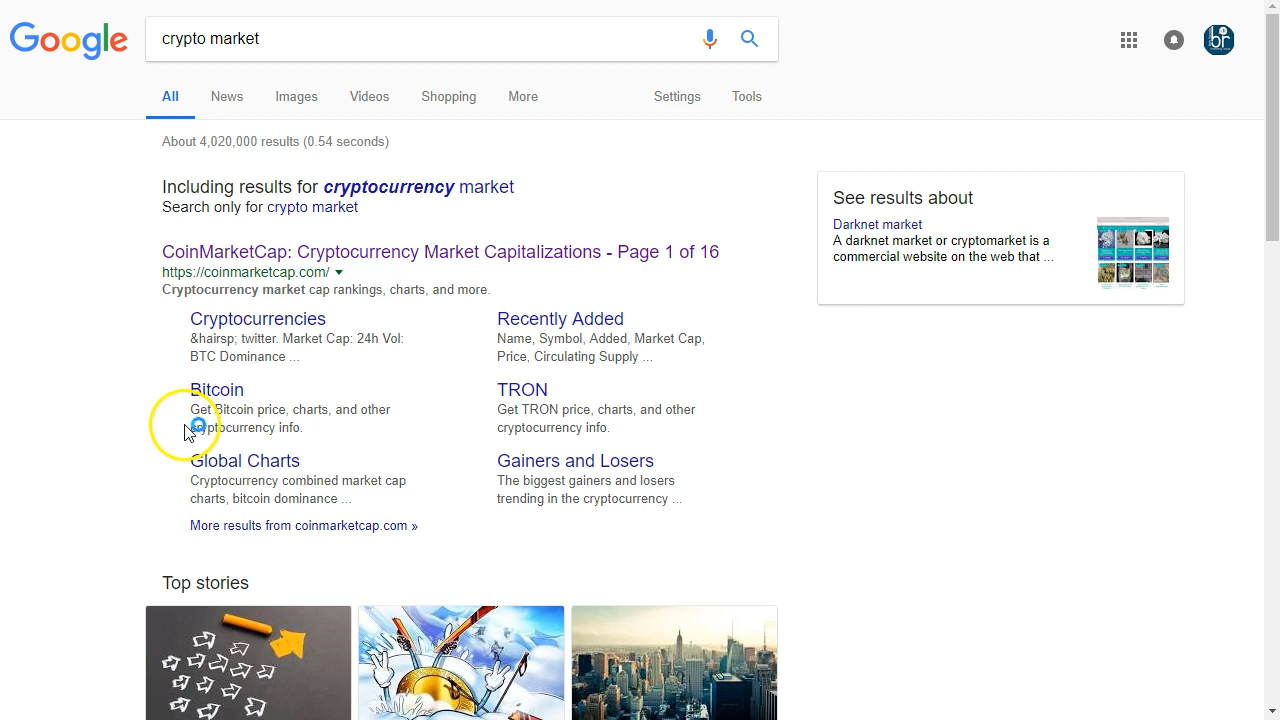 Google
crypto market
br
All News Images Videos Shopping More Settings Tools
About 4,020,000 results (0.54 seconds)
Including results for cryptocurrency market
Search only for crypto market
CoinMarketCap: Cryptocurrency Market Capitalizations - Page 1 of 16
https://coinmarketcap.com/
Cryptocurrency market cap rankings, charts, and more.
Cryptocurrencies
&hairsp; twitter. Market Cap: 24h Vol:
BTC Dominance ...
Recently Added
Name, Symbol, Added, Market Cap,
Price, Circulating Supply ...
Bitcoin
Get Bitcoin price, charts, and other
cryptocurrency info.
TRON
Get TRON price, charts, and other
cryptocurrency info.
Global Charts
Cryptocurrency combined market cap
charts, bitcoin dominance ...
Gainers and Losers
The biggest gainers and losers
trending in the cryptocurrency ...
More results from coinmarketcap.com »
Top stories
See results about
Darknet market
A darknet market or cryptomarket is a
commercial website on the web that ...